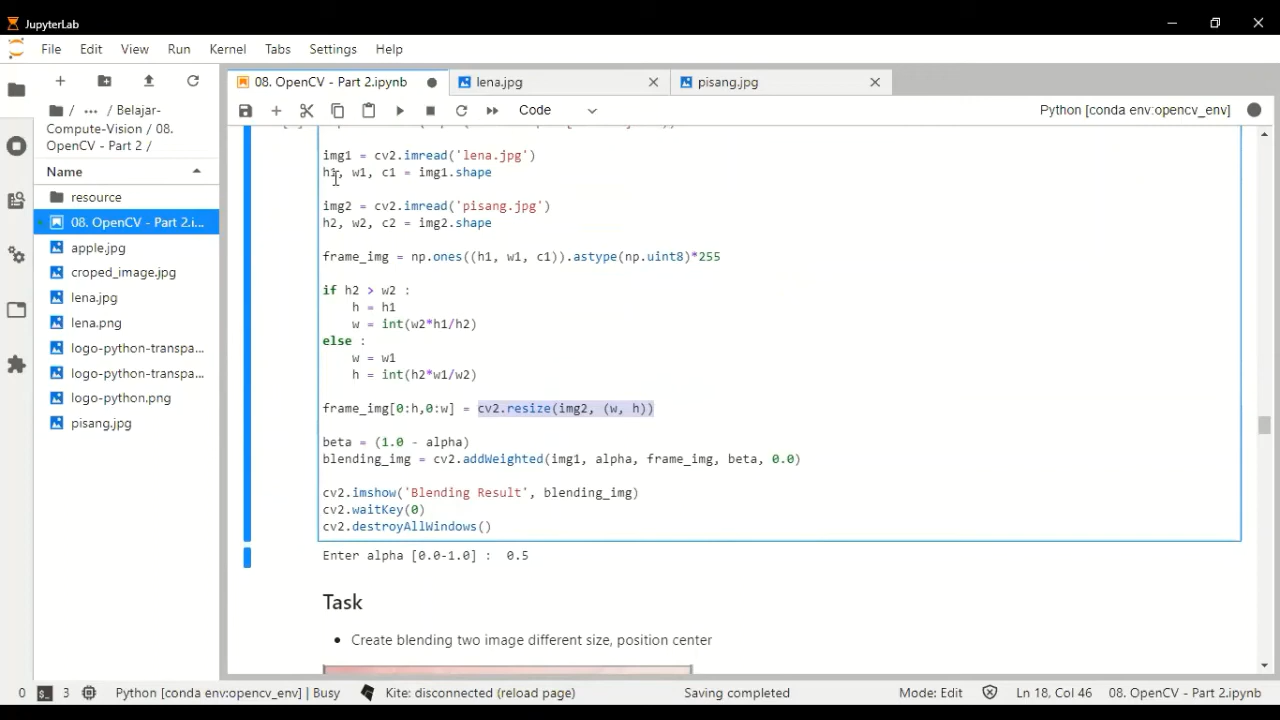 JupyterLab
File Edit View Run Kernel Tabs Settings Help
08. OpenCV - Part 2.ipynb lena.jpg pisang.jpg
Code Python [conda env:opencv_env]
/ ... / Belajar-
Compute-Vision / 08.
OpenCV - Part 2 /
Name
resource
08. OpenCV - Part 2.i...
apple.jpg
croped_image.jpg
lena.jpg
lena.png
logo-python-transpa...
logo-python-transpa...
logo-python.png
pisang.jpg
img1 = cv2.imread('lena.jpg')
h1, w1, c1 = img1.shape
img2 = cv2.imread('pisang.jpg')
h2, w2, c2 = img2.shape
frame_img = np.ones((h1, w1, c1)).astype(np.uint8)*255
if h2 > w2 :
h = h1
w = int(w2*h1/h2)
else :
w = w1
h = int(h2*w1/w2)
frame_img[0:h,0:w] = cv2.resize(img2, (w, h))
beta = (1.0 - alpha)
blending_img = cv2.addWeighted(img1, alpha, frame_img, beta, 0.0)
cv2.imshow('Blending Result', blending_img)
cv2.waitKey(0)
cv2.destroyAllWindows()
Enter alpha [0.0-1.0] : 0.5
Task
• Create blending two image different size, position center
0 3 Python [conda env:opencv_env] | Busy Kite: disconnected (reload page) Saving completed Mode: Edit Ln 18, Col 46 08. OpenCV - Part 2.ipynb